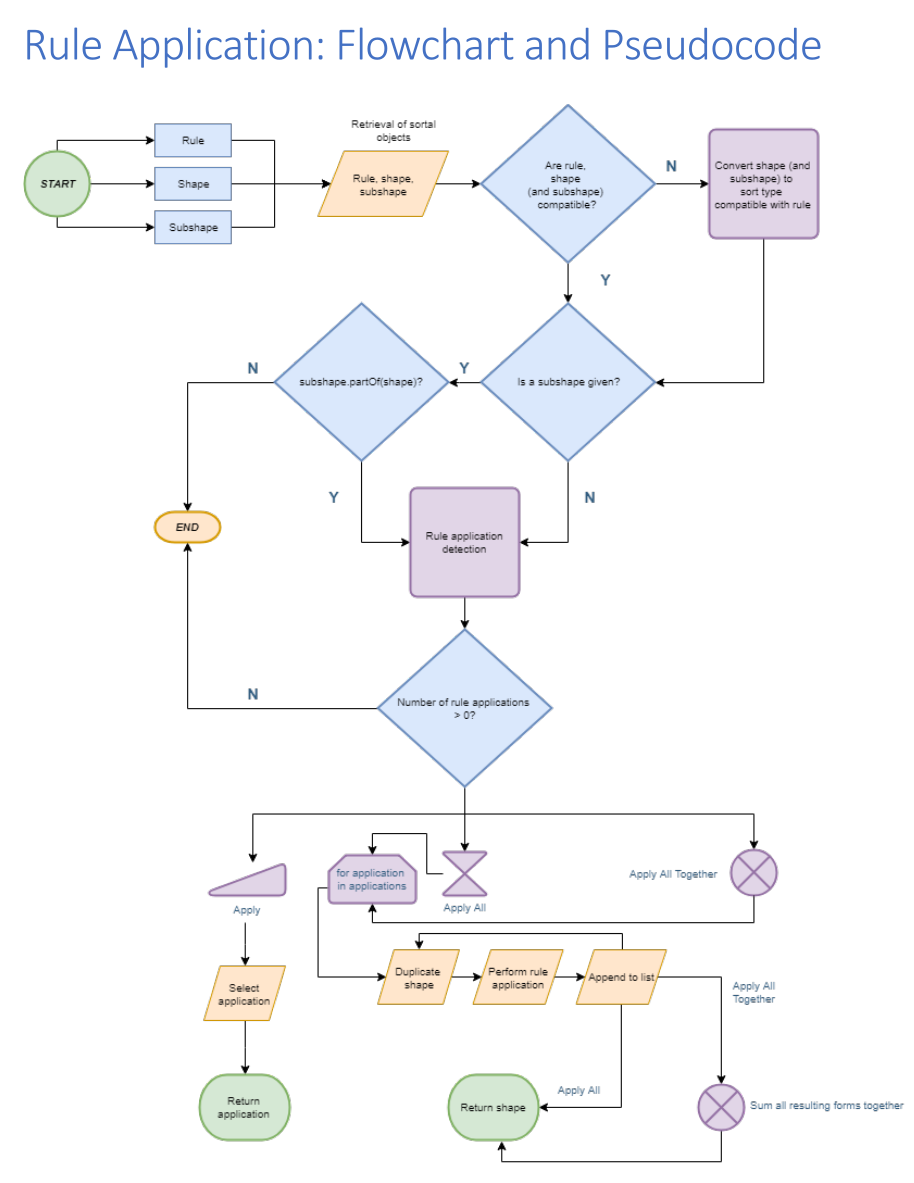 Rule Application: Flowchart and Pseudocode
Retrieval of sortal
objects
START
Rule
Shape
Subshape
Rule, shape,
subshape
Are rule,
shape
(and subshape)
compatible?
N
Convert shape (and
subshape) to
sort type
compatible with rule
Y
N
subshape.partOf(shape)?
Y
Is a subshape given?
Y
N
END
Rule application
detection
N
Number of rule applications
> 0?
for application
in applications
Apply All Together
Apply
Apply All
Select
application
Duplicate
shape
Perform rule
application
Append to list
Apply All
Together
Return
application
Return shape
Apply All
Sum all resulting forms together